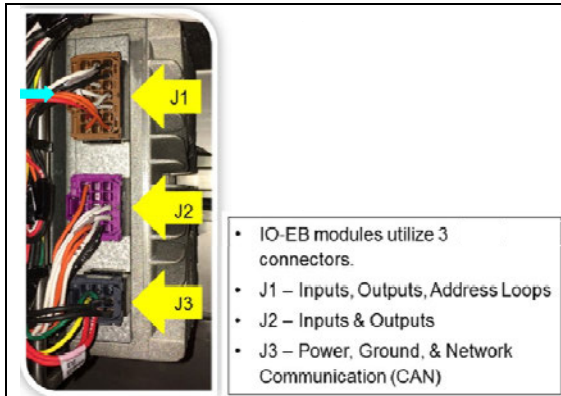 J1
J2
J3
• IO-EB modules utilize 3
connectors.
• J1 – Inputs, Outputs, Address Loops
• J2 – Inputs & Outputs
• J3 – Power, Ground, & Network
Communication (CAN)